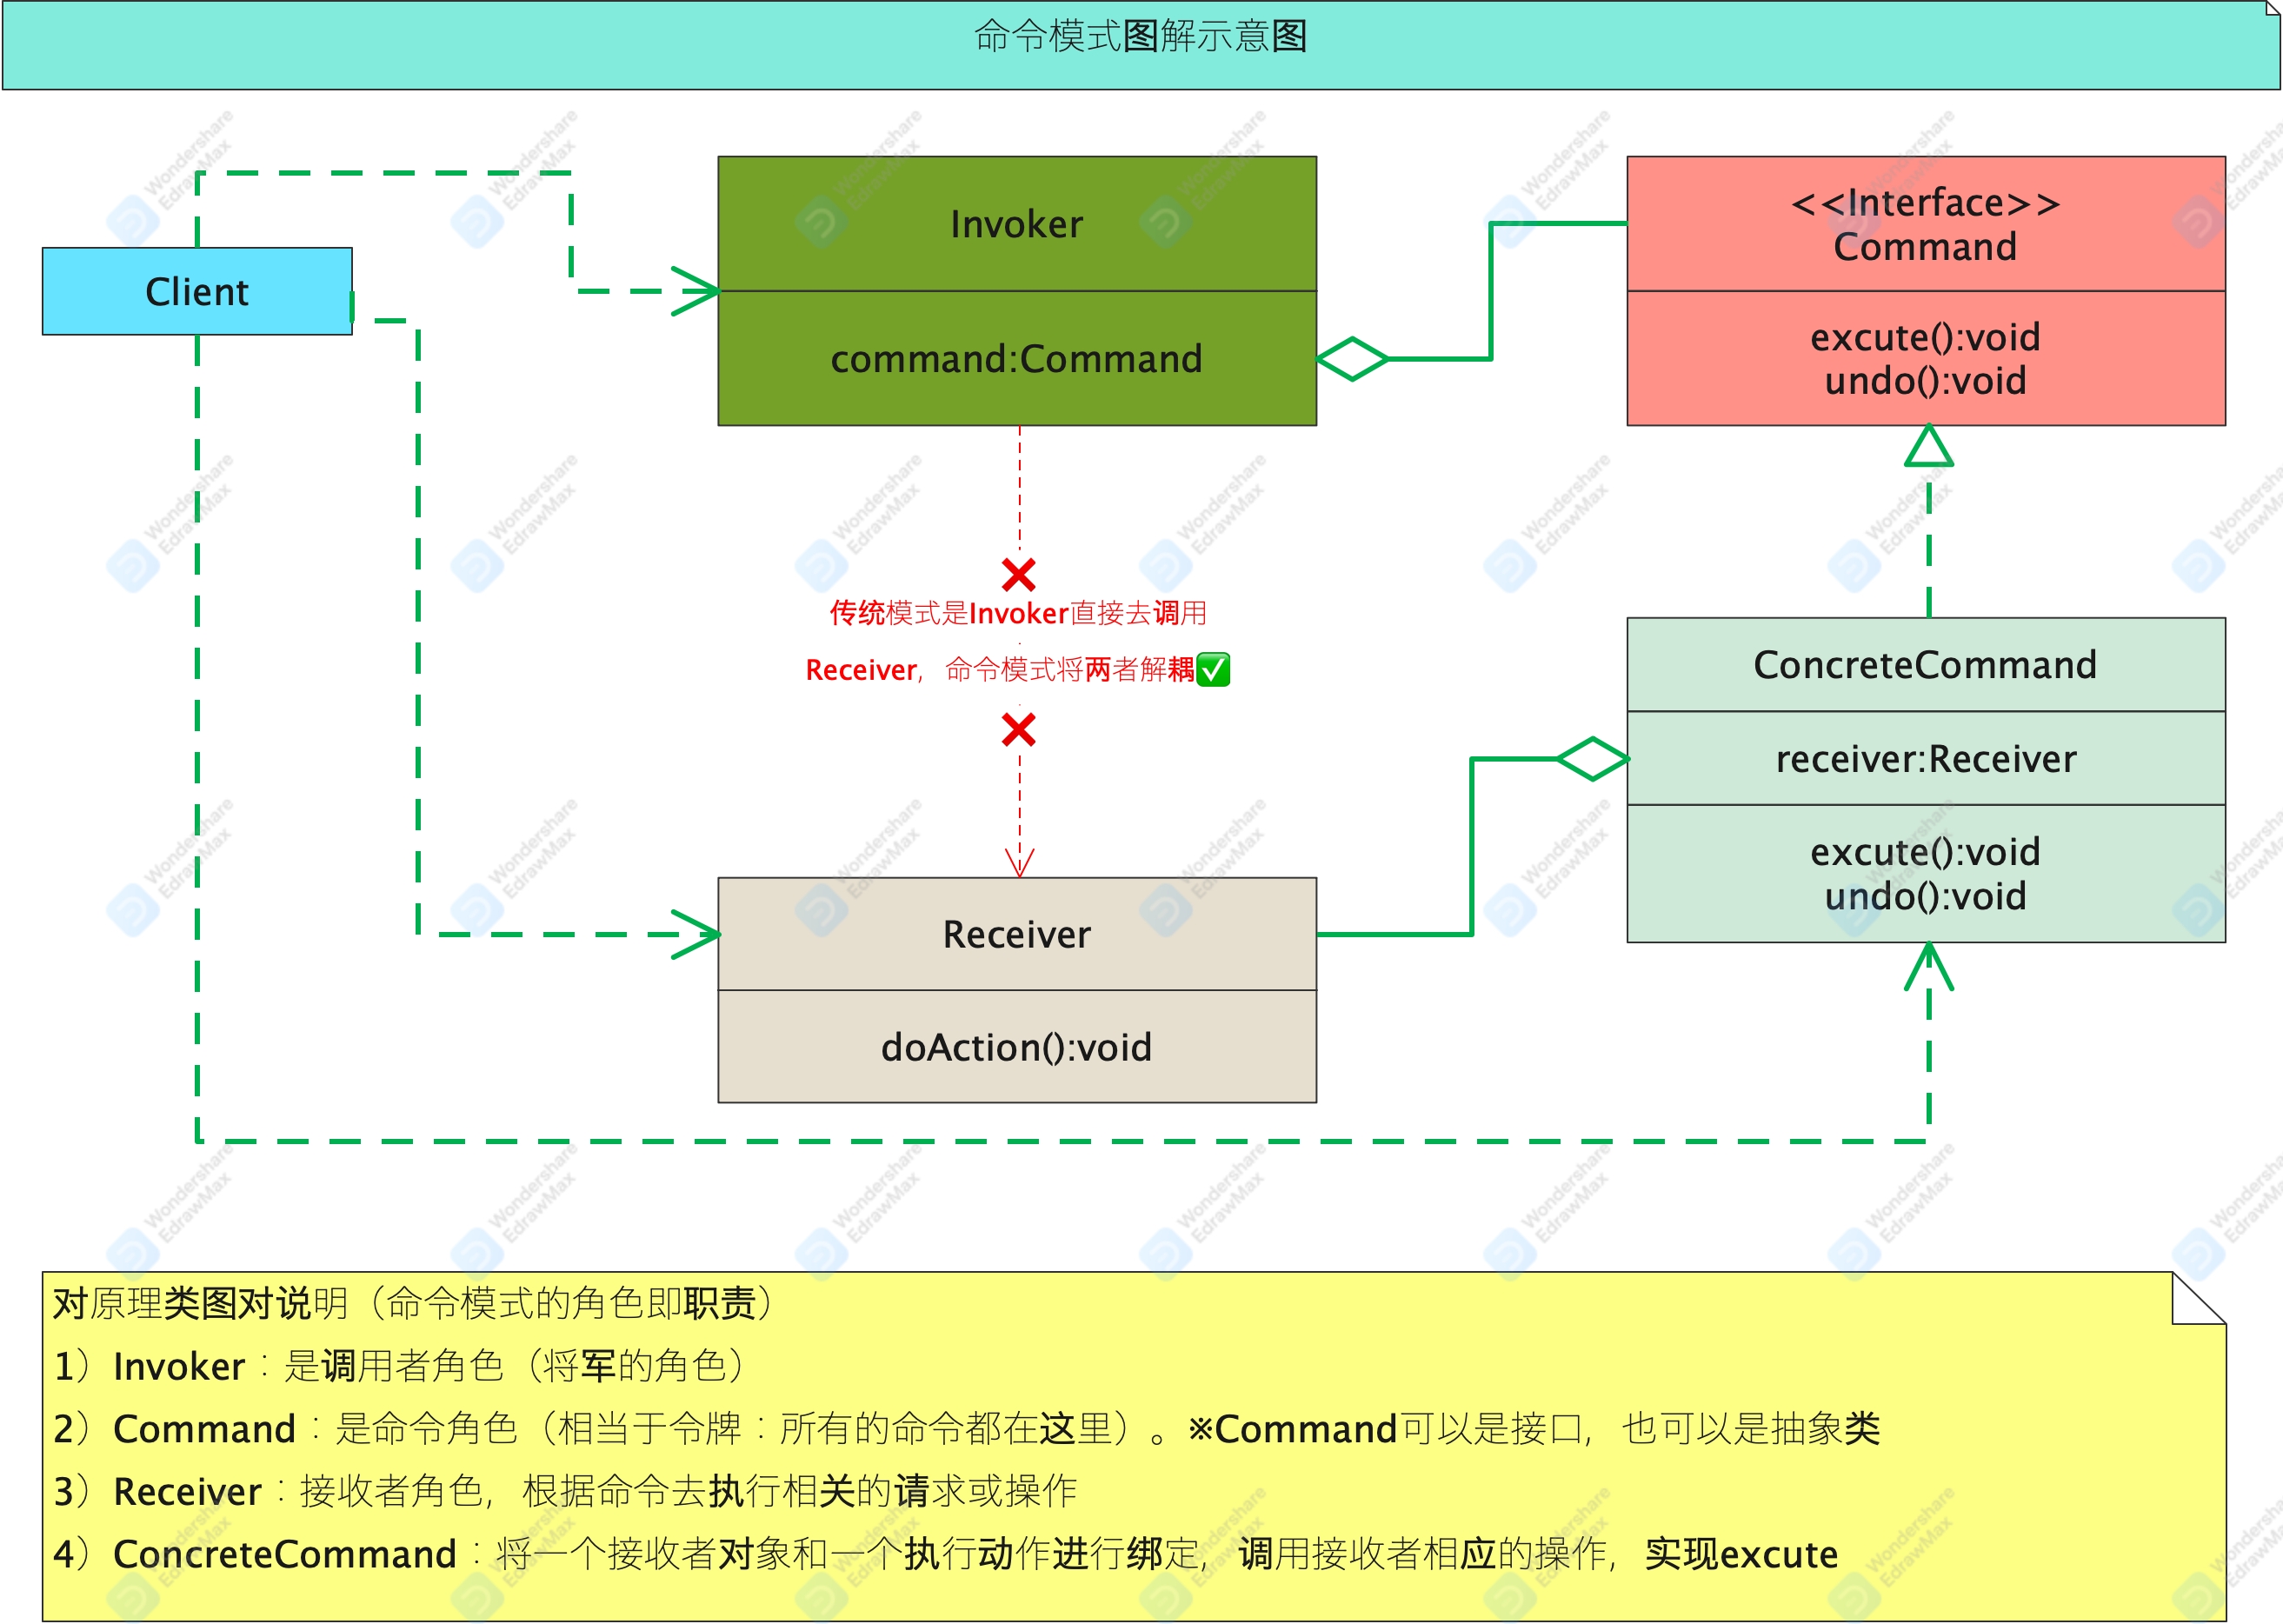 命令模式图解示意图
Client
Invoker
command:Command
<<Interface>>
Command
excute():void
undo():void
传统模式是Invoker直接去调用
Receiver，命令模式将两者解耦✅
ConcreteCommand
receiver:Receiver
excute():void
undo():void
Receiver
doAction():void
对原理类图对说明（命令模式的角色即职责）
1）Invoker：是调用者角色（将军的角色）
2）Command：是命令角色（相当于令牌：所有的命令都在这里）。※Command可以是接口，也可以是抽象类
3）Receiver：接收者角色，根据命令去执行相关的请求或操作
4）ConcreteCommand：将一个接收者对象和一个执行动作进行绑定，调用接收者相应的操作，实现excute
Wondershare
EdrawMax